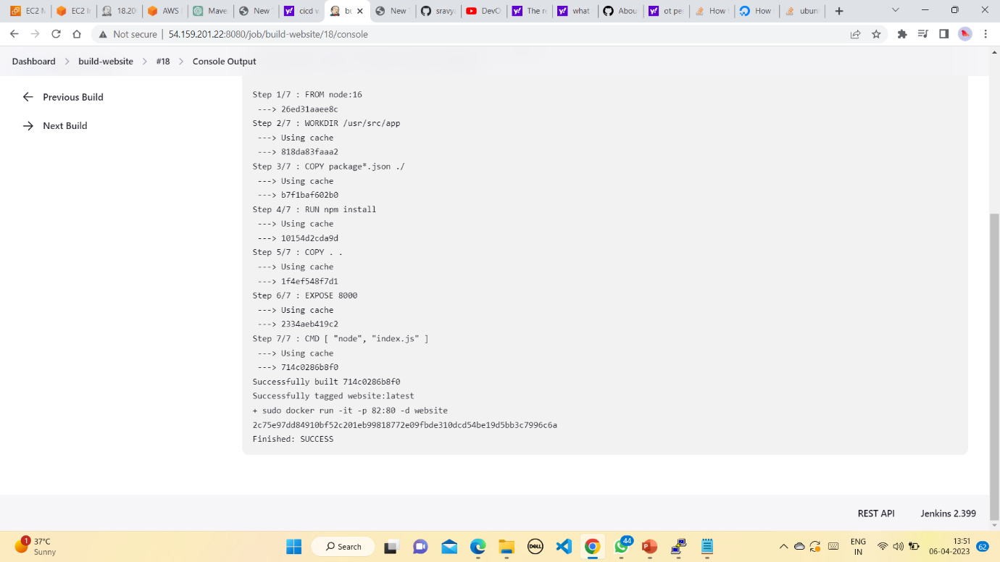 EC2 M
EC2 In
18.20
AWS
Mave
New
cicd w
bu
New
sravy
DevO
The re
what
Abou
ot pe
How
How
ubun
Not secure | 54.159.201.22:8080/job/build-website/18/console
Dashboard > build-website > #18 > Console Output
Previous Build
Next Build
Step 1/7 : FROM node:16
---> 26ed31aaee8c
Step 2/7 : WORKDIR /usr/src/app
---> Using cache
---> 818da83faaa2
Step 3/7 : COPY package*.json ./
---> Using cache
---> b7f1baf602b0
Step 4/7 : RUN npm install
---> Using cache
---> 10154d2cda9d
Step 5/7 : COPY . .
---> Using cache
---> 1f4ef548f7d1
Step 6/7 : EXPOSE 8000
---> Using cache
---> 2334aeb419c2
Step 7/7 : CMD [ "node", "index.js" ]
---> Using cache
---> 714c0286b8f0
Successfully built 714c0286b8f0
Successfully tagged website:latest
+ sudo docker run -it -p 82:80 -d website
2c75e97dd84910bf52c201eb99818772e09fbde310dcd54be19d5bb3c7996c6a
Finished: SUCCESS
REST API
Jenkins 2.399
1
37°C
Sunny
Search
DELL
44
ENG
IN
13:51
06-04-2023
62